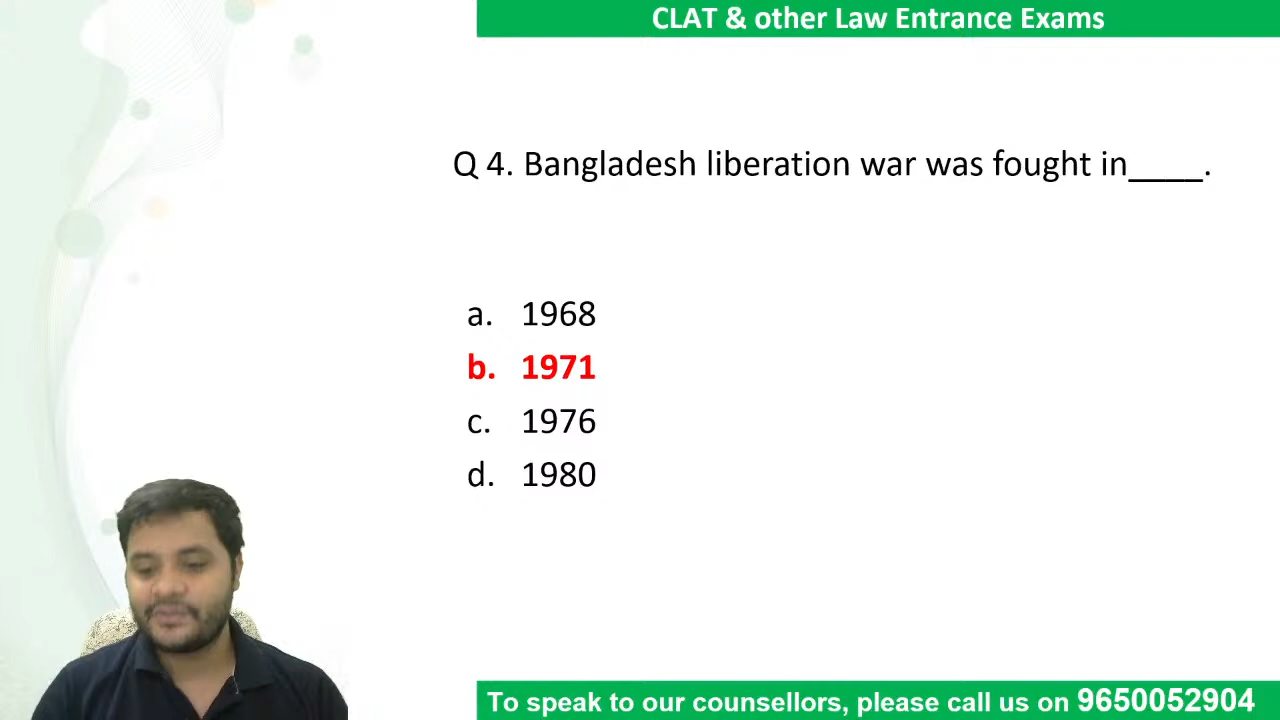 CLAT & other Law Entrance Exams
Q 4. Bangladesh liberation war was fought in____.
a. 1968
b. 1971
c. 1976
d. 1980
To speak to our counsellors, please call us on 9650052904